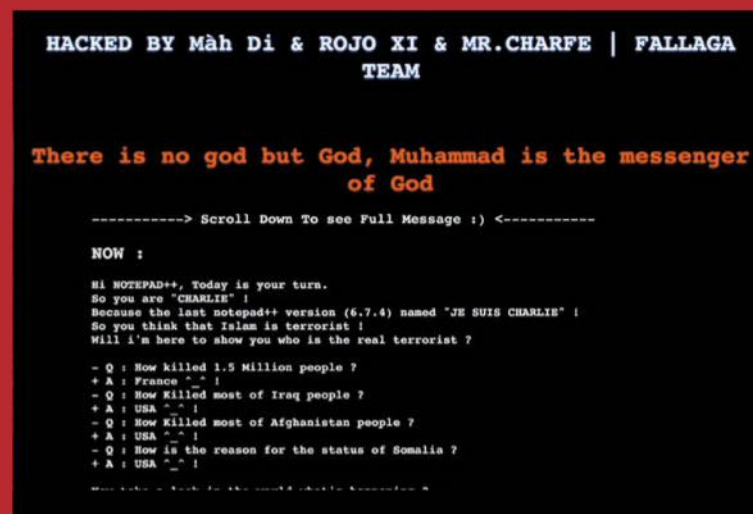 HACKED BY Màh Di & ROJO XI & MR.CHARFE | FALLAGA
TEAM
There is no god but God, Muhammad is the messenger
of God
-----------> Scroll Down To see Full Message :) <-----------
NOW :
Hi NOTEPAD++, Today is your turn.
So you are "CHARLIE" !
Because the last notepad++ version (6.7.4) named "JE SUIS CHARLIE" !
So you think that Islam is terrorist !
Will i'm here to show you who is the real terrorist ?
- Q : How killed 1.5 Million people ?
+ A : France ^_^ !
- Q : How Killed most of Iraq people ?
+ A : USA ^_^ !
- Q : How Killed most of Afghanistan people ?
+ A : USA ^_^ !
- Q : How is the reason for the status of Somalia ?
+ A : USA ^_^ !